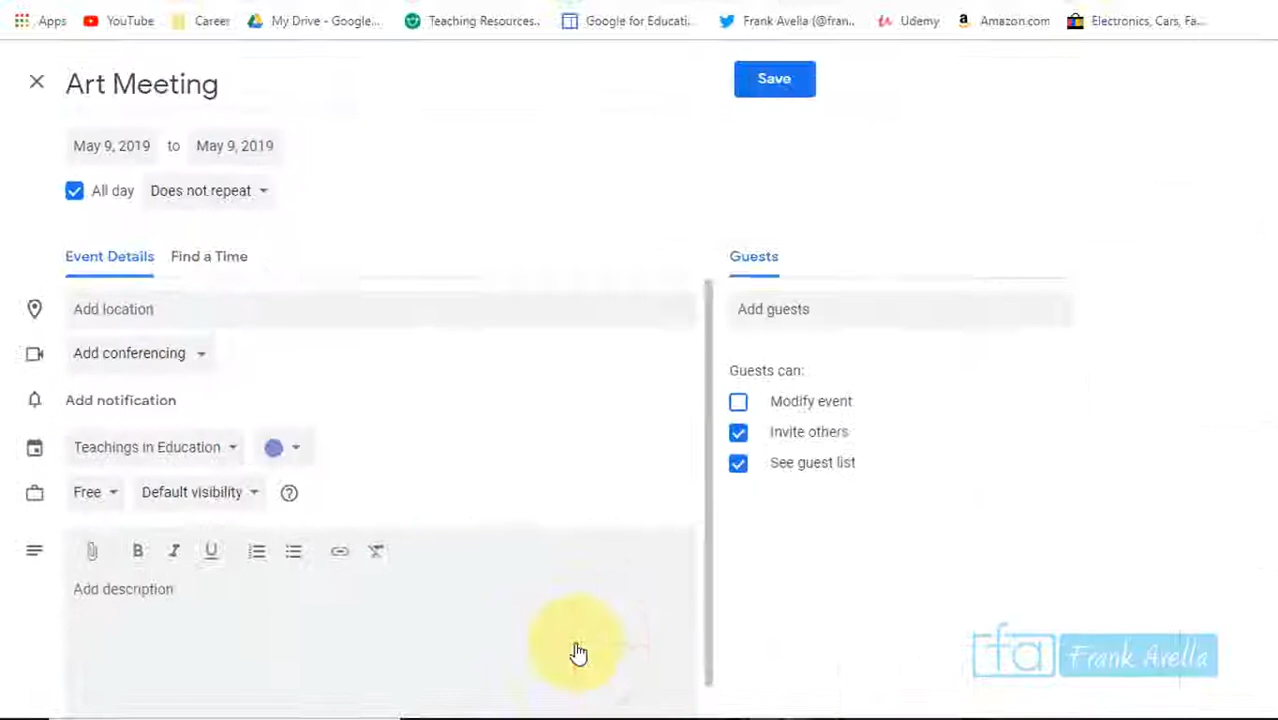 Apps YouTube Career My Drive - Google... Teaching Resources... Google for Educati... Frank Avella (@fran... Udemy Amazon.com Electronics, Cars, Fa...
Art Meeting
Save
May 9, 2019 to May 9, 2019
All day Does not repeat
Event Details Find a Time
Guests
Add location
Add guests
Add conferencing
Guests can:
Add notification
Modify event
Invite others
Teachings in Education
See guest list
Free Default visibility
B I U
Add description
fa Frank Avella